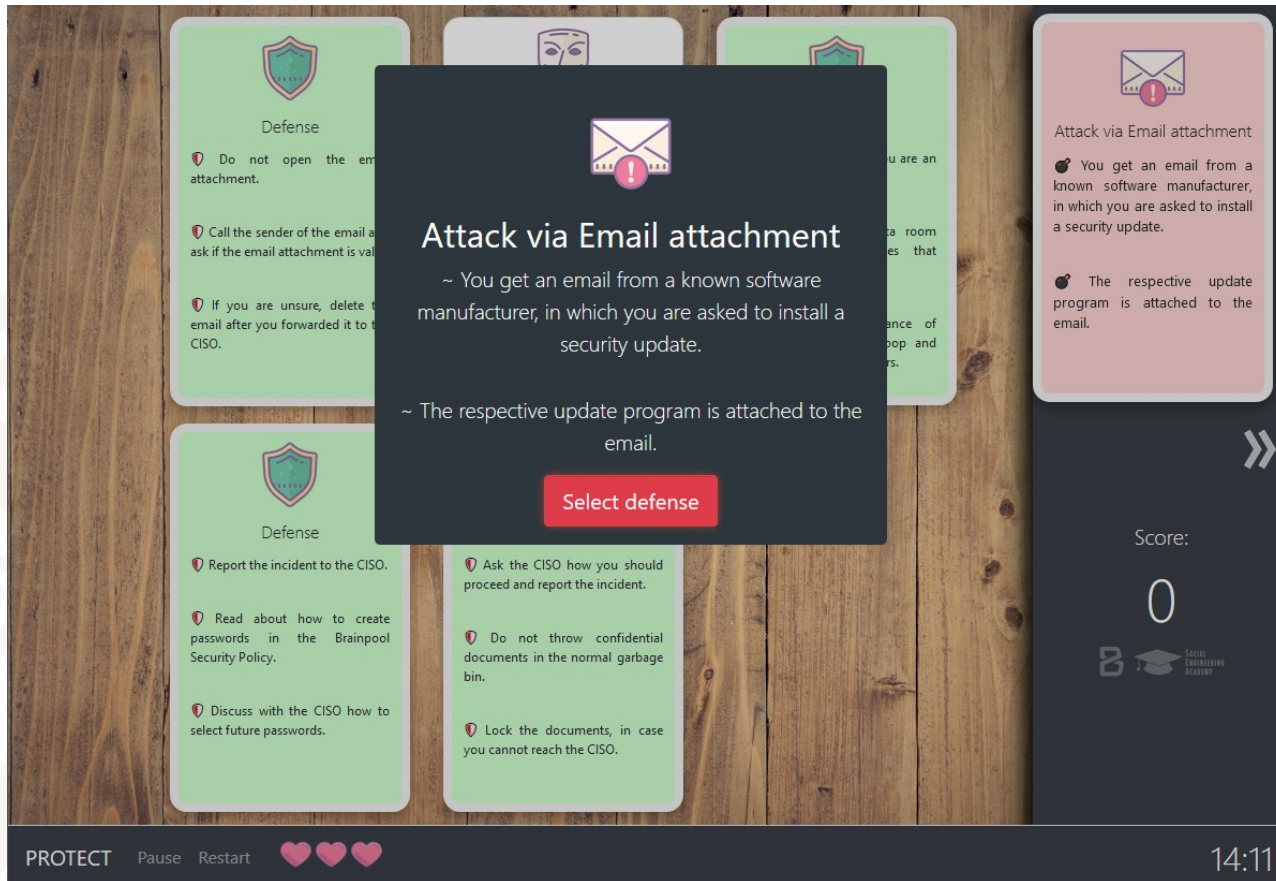 Defense
Do not open the
attachment.
Call the sender of the email
ask if the email attachment is
If you are unsure, delete
email after you forwarded it to
CISO.
Attack via Email attachment
~ You get an email from a known software
manufacturer, in which you are asked to install a
security update.
~ The respective update program is attached to the
email.
Select defense
are an
room
that
of
and
Defense
Report the incident to the CISO.
Read about how to create
passwords in the Brainpool
Security Policy.
Discuss with the CISO how to
select future passwords.
Ask the CISO how you should
proceed and report the incident.
Do not throw confidential
documents in the normal garbage
bin.
Lock the documents, in case
you cannot reach the CISO.
Attack via Email attachment
You get an email from a
known software manufacturer,
in which you are asked to install
a security update.
The respective update
program is attached to the
email.
Score:
0
SOCIAL
ENGINEERING
ACADEMY
PROTECT Pause Restart
14:11